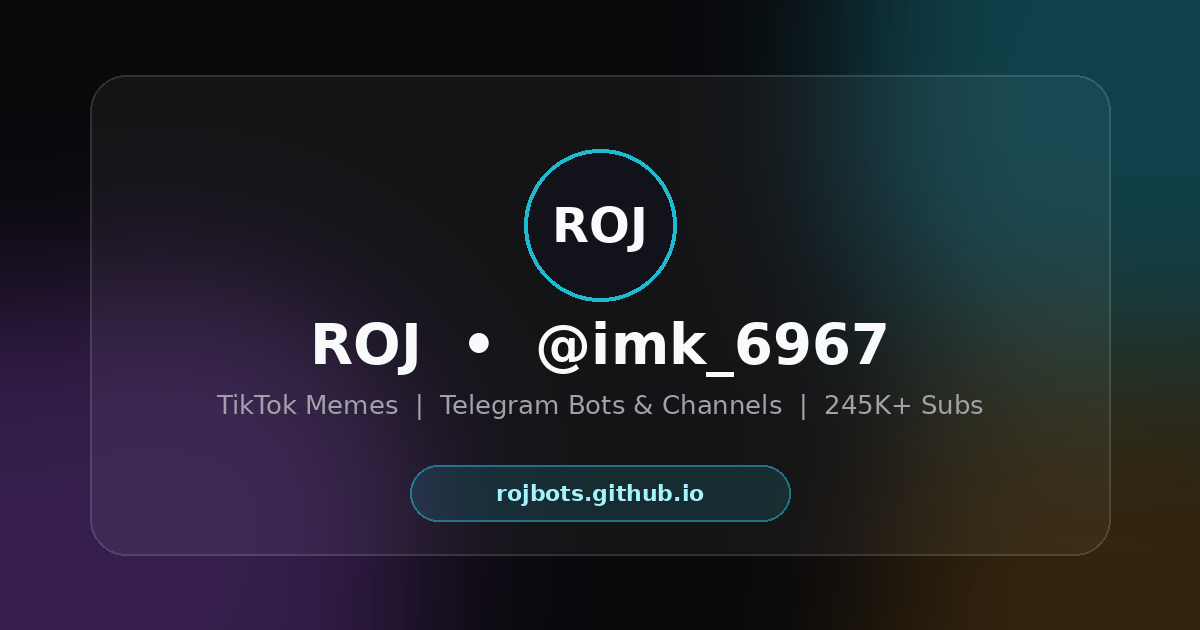 ROJ
ROJ • @imk_6967
TikTok Memes | Telegram Bots & Channels | 245K+ Subs
rojbots.github.io